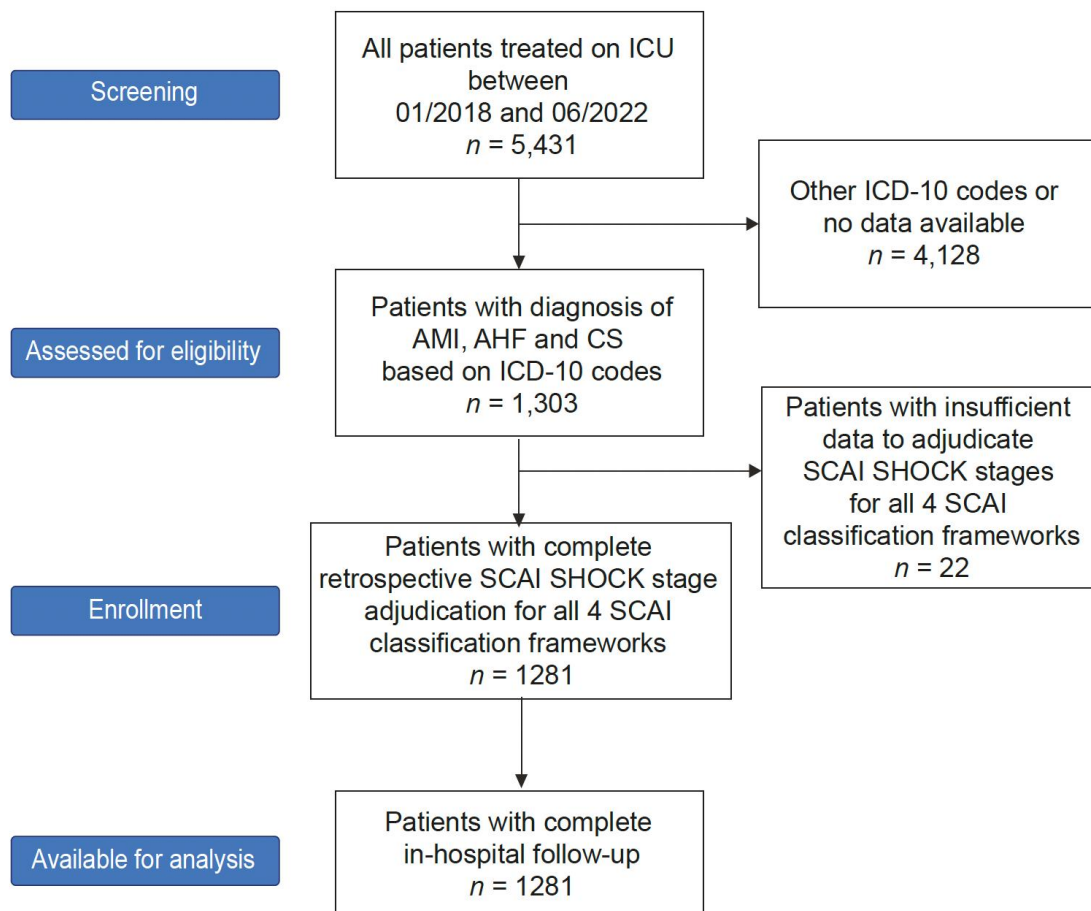 Screening
All patients treated on ICU
between
01/2018 and 06/2022
n = 5,431
Other ICD-10 codes or
no data available
n = 4,128
Assessed for eligibility
Patients with diagnosis of
AMI, AHF and CS
based on ICD-10 codes
n = 1,303
Patients with insufficient
data to adjudicate
SCAI SHOCK stages
for all 4 SCAI
classification frameworks
n = 22
Enrollment
Patients with complete
retrospective SCAI SHOCK stage
adjudication for all 4 SCAI
classification frameworks
n = 1281
Available for analysis
Patients with complete
in-hospital follow-up
n = 1281